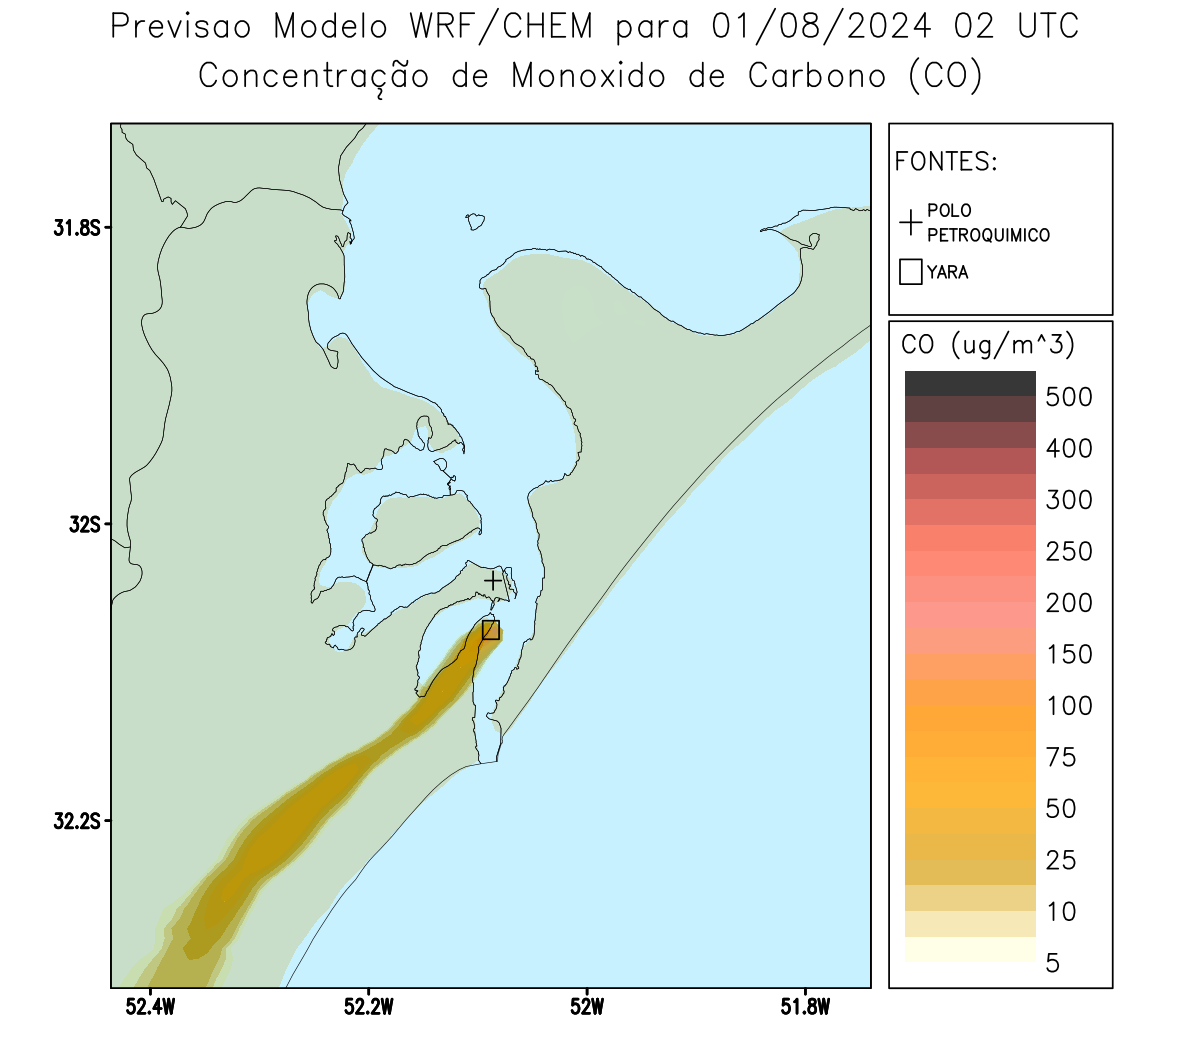 Previsao Modelo WRF/CHEM para 01/08/2024 02 UTC
Concentração de Monoxido de Carbono (CO)
FONTES:
POLO
PETROQUIMICO
YARA
CO (ug/m^3)
500
400
300
250
200
150
100
75
50
25
10
5
31.8S
32S
32.2S
52.4W
52.2W
52W
51.8W